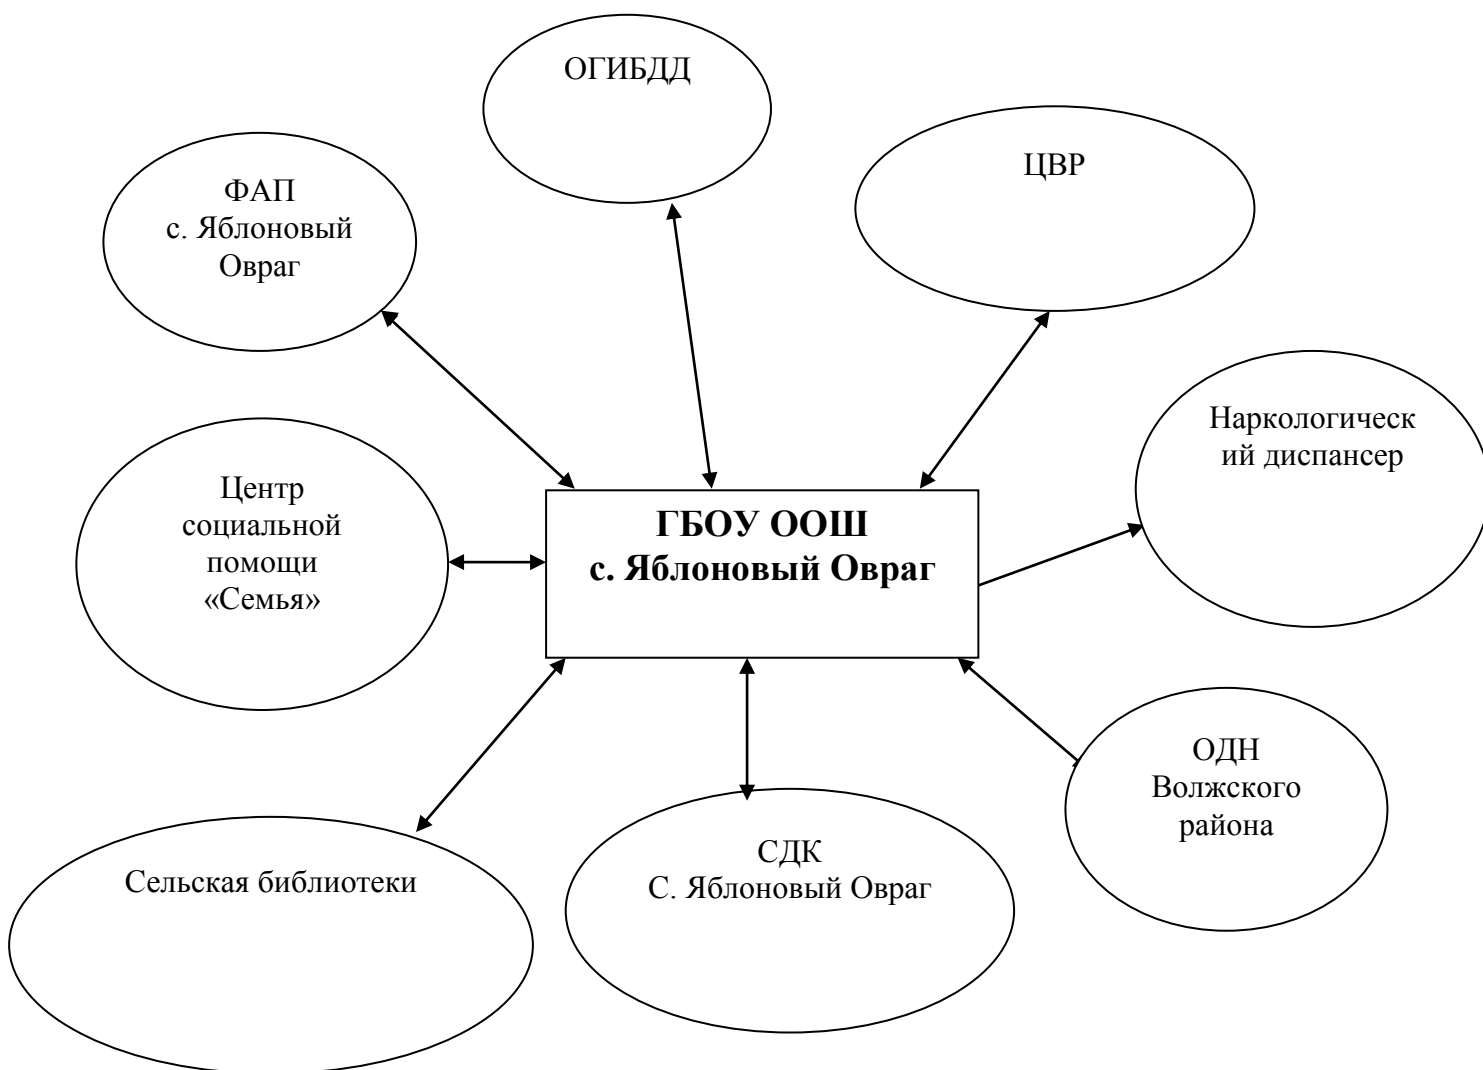 ОГИБДД
ЦВР
ФАП
с. Яблоновый
Овраг
Наркологическ
ий диспансер
Центр
социальной
помощи
«Семья»
ГБОУ ООШ
с. Яблоновый Овраг
ОДН
Волжского
района
СДК
С. Яблоновый Овраг
Сельская библиотеки